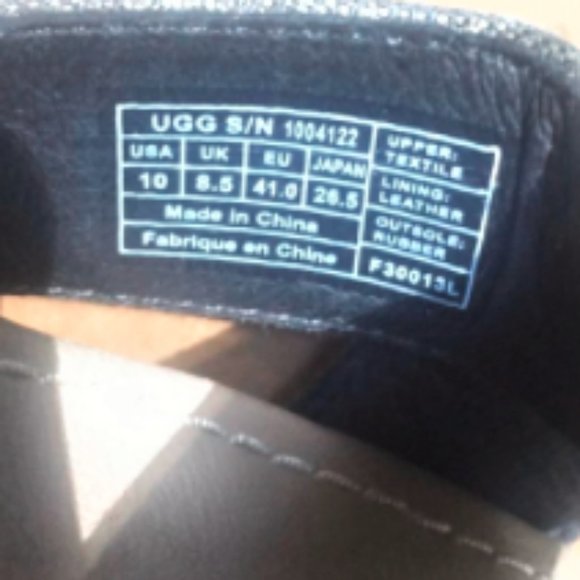 UGG S/N 1004122
USA UK EU JAPAN
10 8.5 41.0 26.5
Made in China
Fabrique en Chine
UPPER:
TEXTILE
LINING:
LEATHER
OUTSOLE:
RUBBER
F30013L